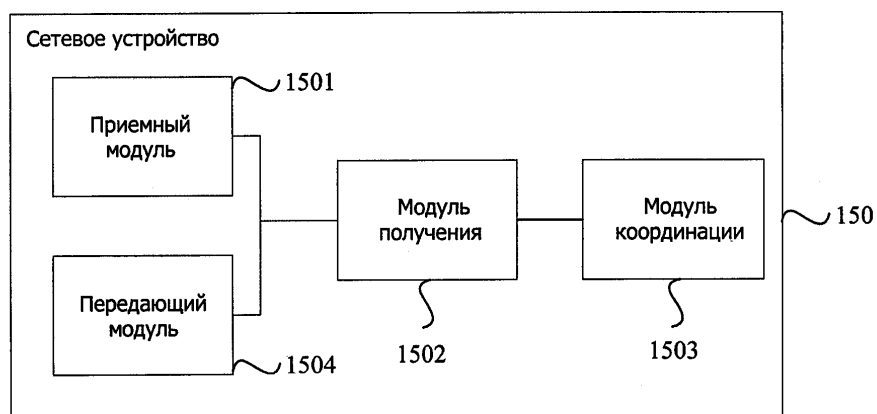 Сетевое устройство
1501
Приемный
модуль
Модуль
получения
Модуль
координации
150
Передающий
модуль
1504
1502
1503